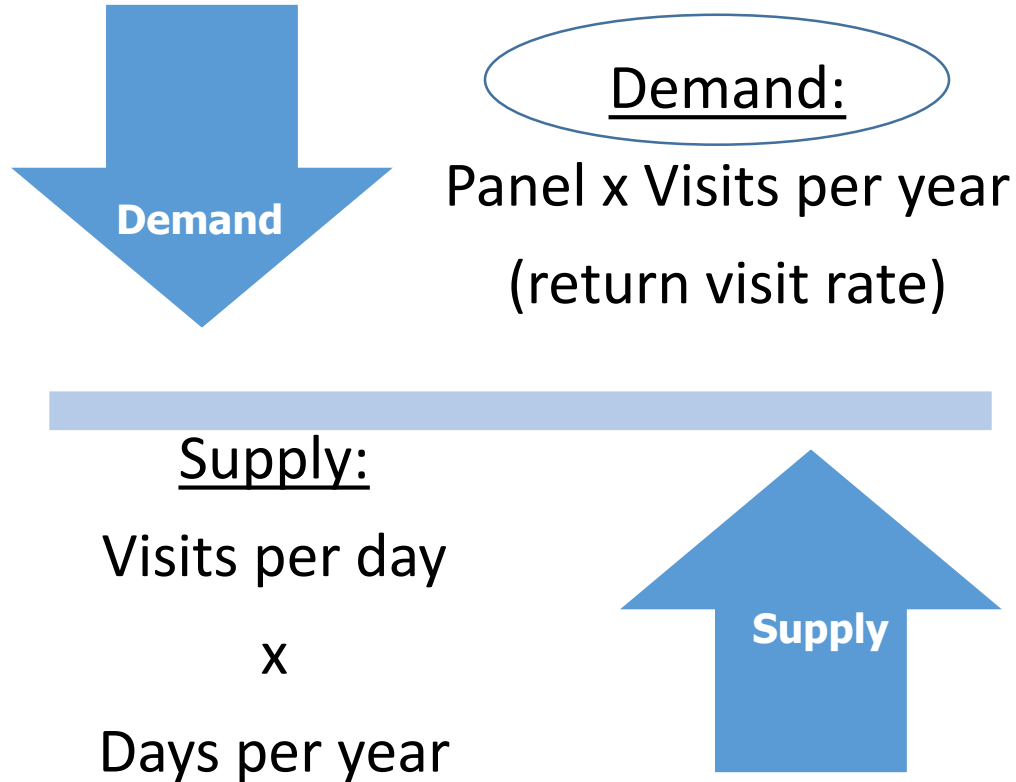 Demand:
Panel x Visits per year
(return visit rate)
Demand
Supply:
Visits per day
x
Days per year
Supply